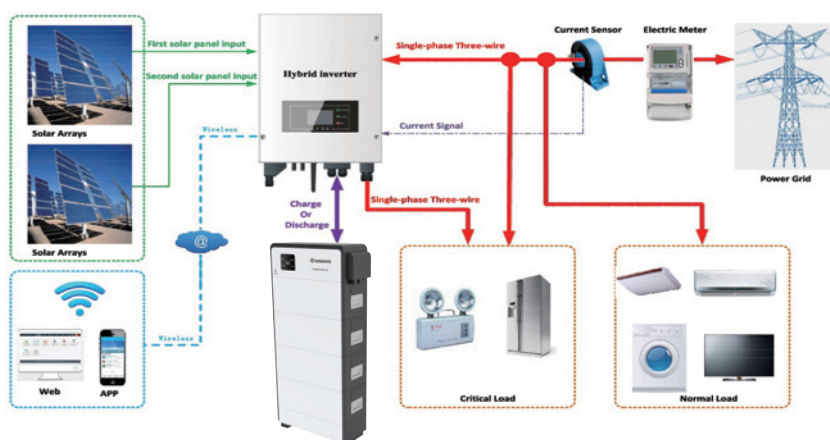 First solar panel input
Second solar panel input
Solar Arrays
Solar Arrays
Hybrid inverter
Single-phase Three-wire
Current Sensor
Electric Meter
Power Grid
Current Signal
Wireless
@
Charge
Or
Discharge
Single-phase Three-wire
Wireless
Web
APP
Critical Load
Normal Load